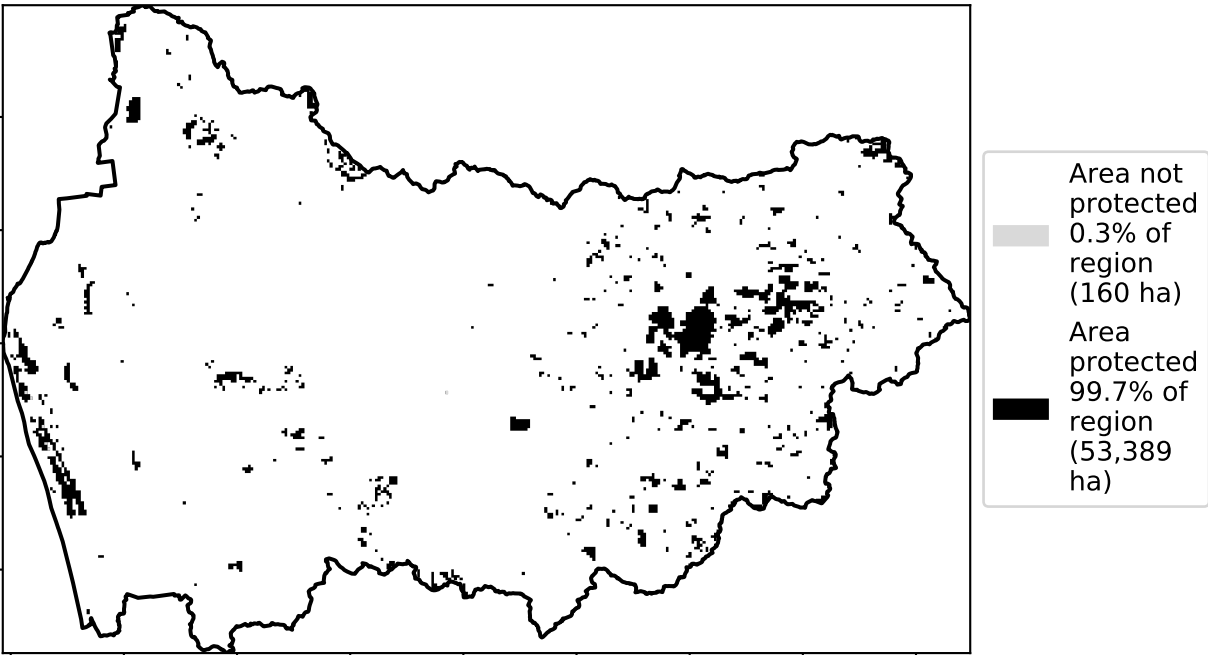 Area not
protected
0.3% of
region
(160 ha)
Area
protected
99.7% of
region
(53,389
ha)